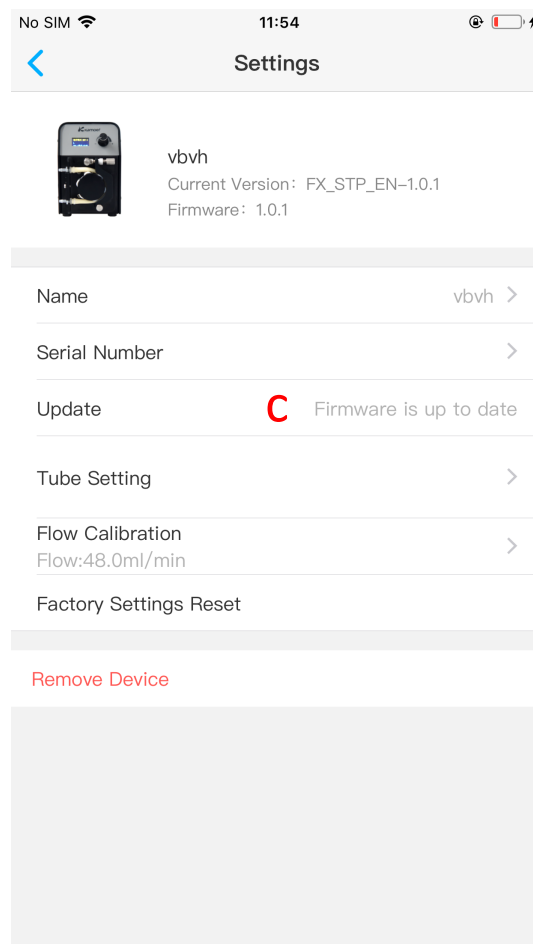 No SIM 11:54
Settings
Kamoer
vbvh
Current Version: FX_STP_EN-1.0.1
Firmware: 1.0.1
Name vbvh
Serial Number
Update C Firmware is up to date
Tube Setting
Flow Calibration
Flow:48.0ml/min
Factory Settings Reset
Remove Device